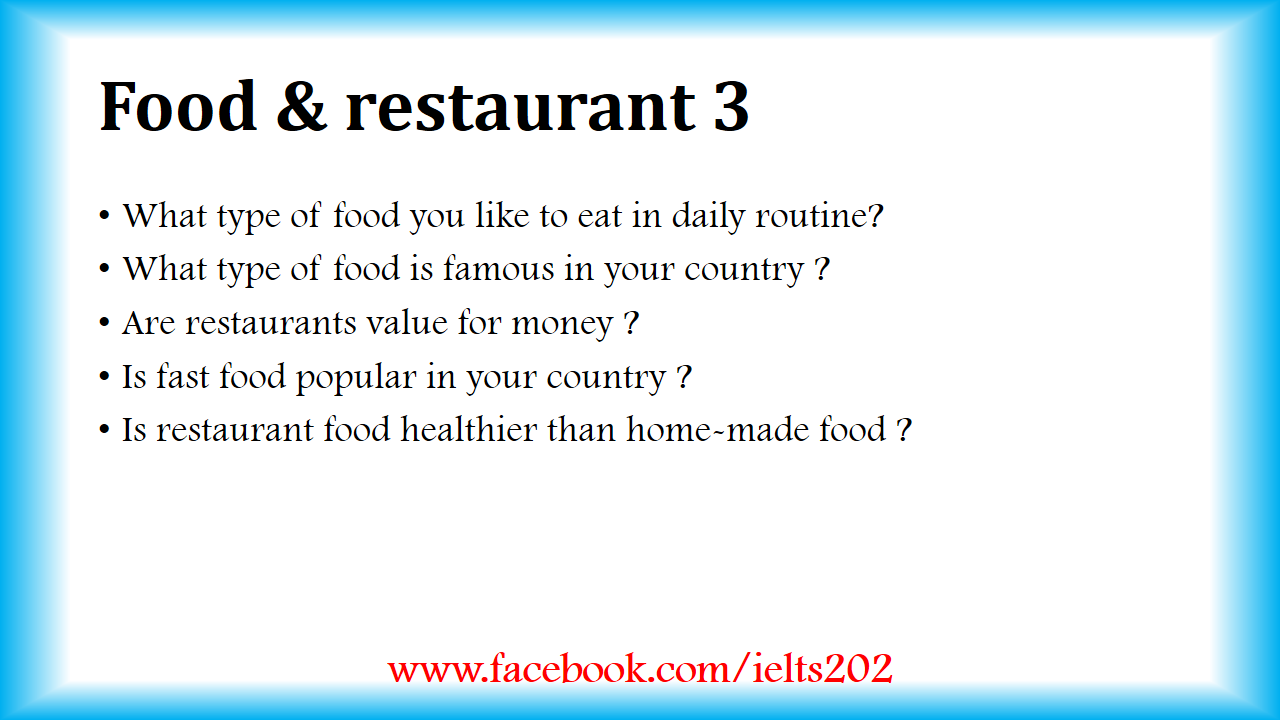 Food & restaurant 3
• What type of food you like to eat in daily routine?
• What type of food is famous in your country ?
• Are restaurants value for money ?
• Is fast food popular in your country ?
• Is restaurant food healthier than home-made food ?
www.facebook.com/ielts202